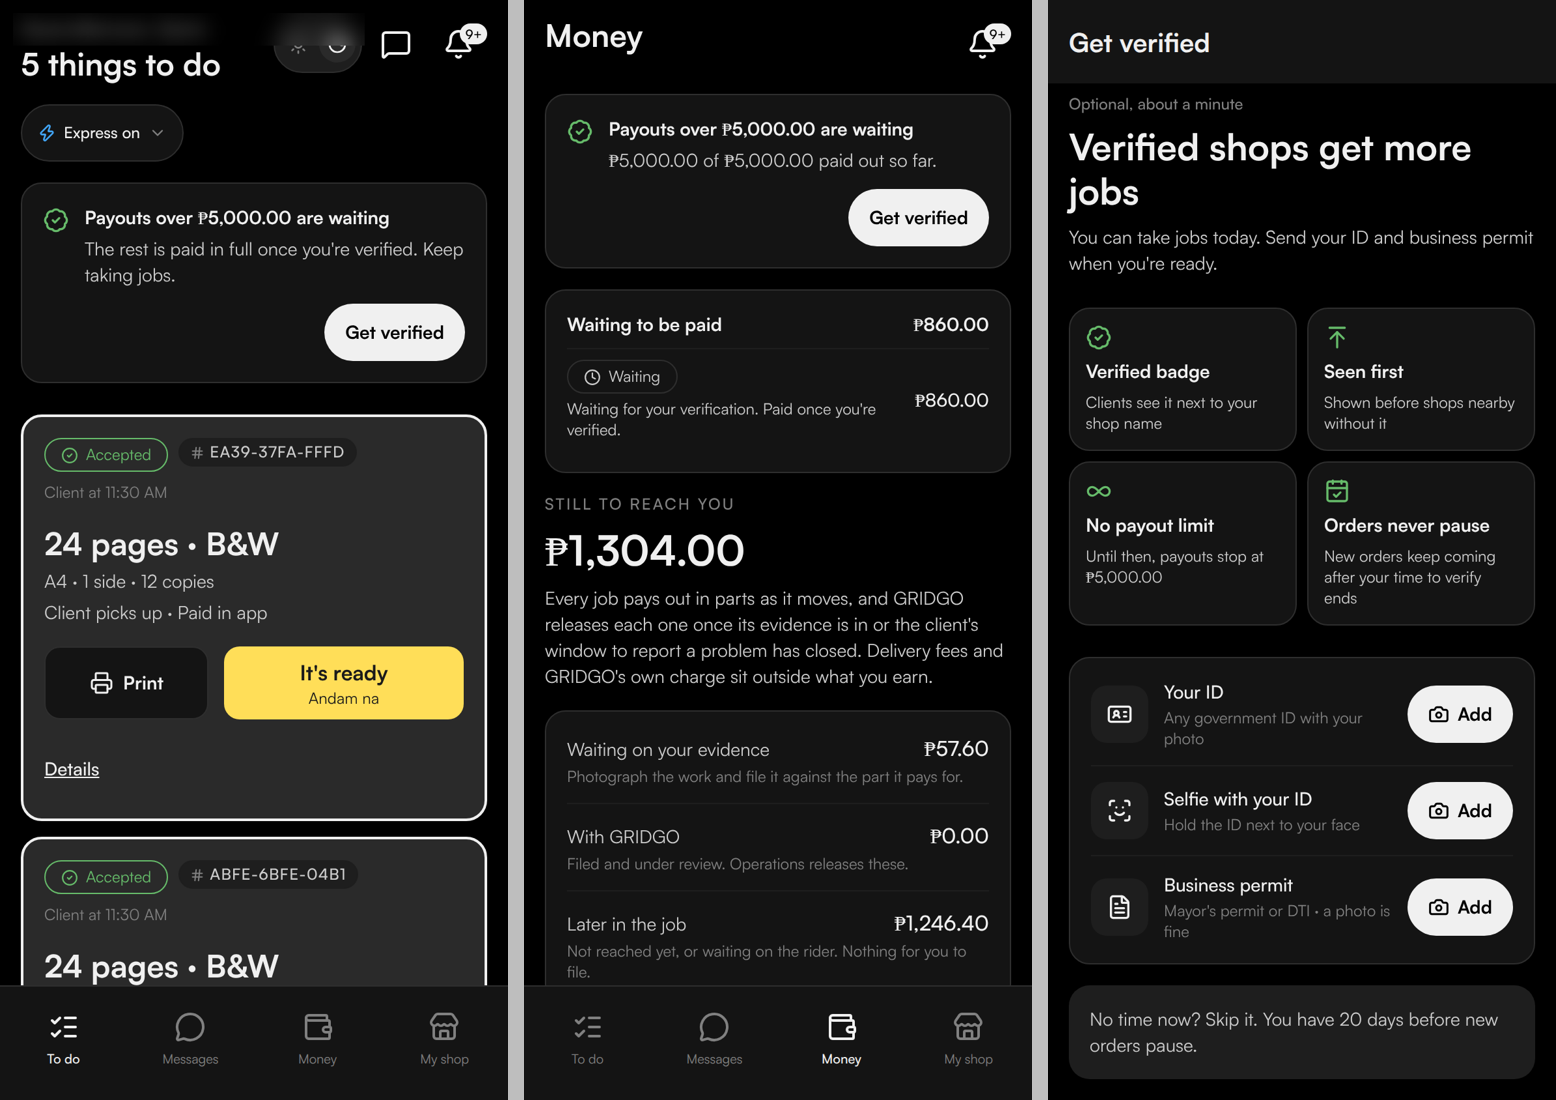 5 things to do
9+
Express on
Payouts over ₱5,000.00 are waiting
The rest is paid in full once you're verified. Keep
taking jobs.
Get verified
Accepted
# EA39-37FA-FFFD
Client at 11:30 AM
24 pages · B&W
A4 · 1 side · 12 copies
Client picks up · Paid in app
Print
It's ready
Andam na
Details
Accepted
# ABFE-6BFE-04B1
Client at 11:30 AM
24 pages · B&W
To do
Messages
Money
My shop
Money
9+
Payouts over ₱5,000.00 are waiting
₱5,000.00 of ₱5,000.00 paid out so far.
Get verified
Waiting to be paid
₱860.00
Waiting
Waiting for your verification. Paid once you're
verified.
₱860.00
STILL TO REACH YOU
₱1,304.00
Every job pays out in parts as it moves, and GRIDGO
releases each one once its evidence is in or the client's
window to report a problem has closed. Delivery fees and
GRIDGO's own charge sit outside what you earn.
Waiting on your evidence
₱57.60
Photograph the work and file it against the part it pays for.
With GRIDGO
₱0.00
Filed and under review. Operations releases these.
Later in the job
₱1,246.40
Not reached yet, or waiting on the rider. Nothing for you to
file.
To do
Messages
Money
My shop
Get verified
Optional, about a minute
Verified shops get more
jobs
You can take jobs today. Send your ID and business permit
when you're ready.
Verified badge
Clients see it next to your
shop name
Seen first
Shown before shops nearby
without it
No payout limit
Until then, payouts stop at
₱5,000.00
Orders never pause
New orders keep coming
after your time to verify
ends
Your ID
Any government ID with your
photo
Add
Selfie with your ID
Hold the ID next to your face
Add
Business permit
Mayor's permit or DTI · a photo is
fine
Add
No time now? Skip it. You have 20 days before new
orders pause.